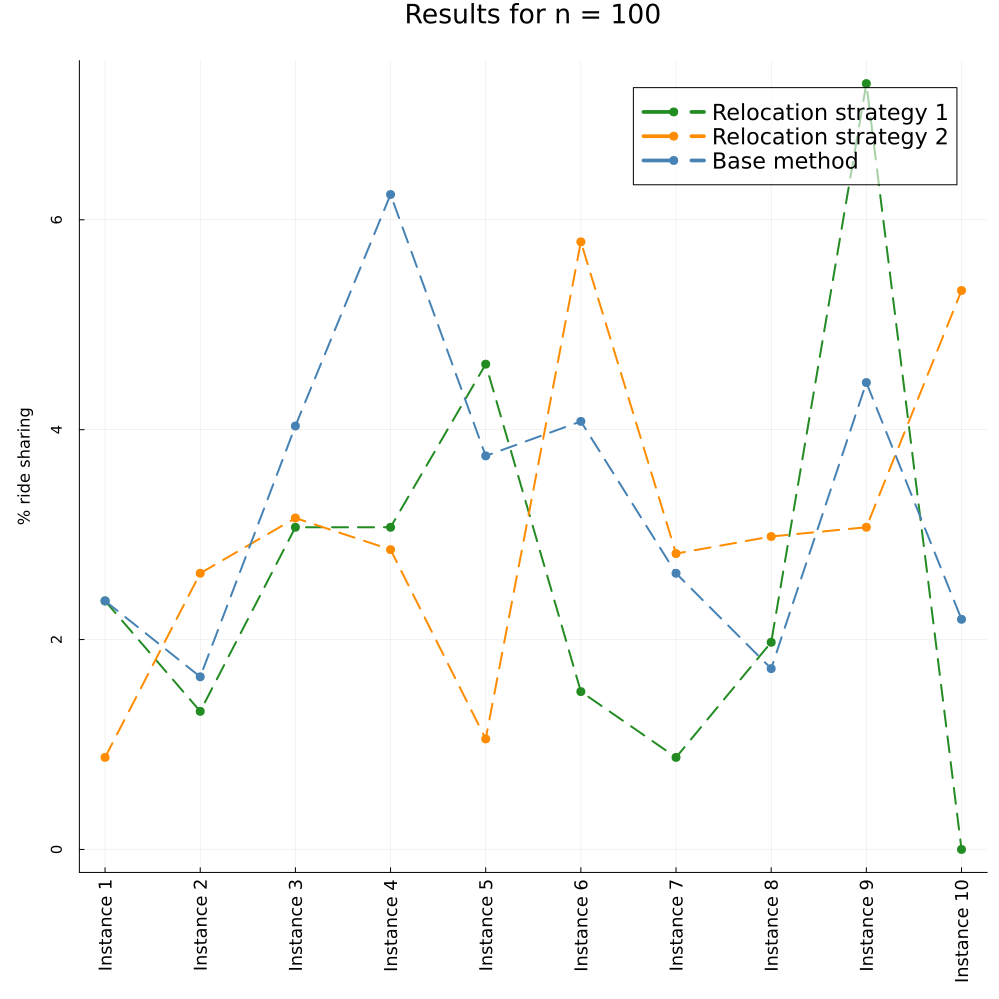 Results for n = 100
Relocation strategy 1
Relocation strategy 2
Base method
% ride sharing
6
4
2
0
Instance 1
Instance 2
Instance 3
Instance 4
Instance 5
Instance 6
Instance 7
Instance 8
Instance 9
Instance 10